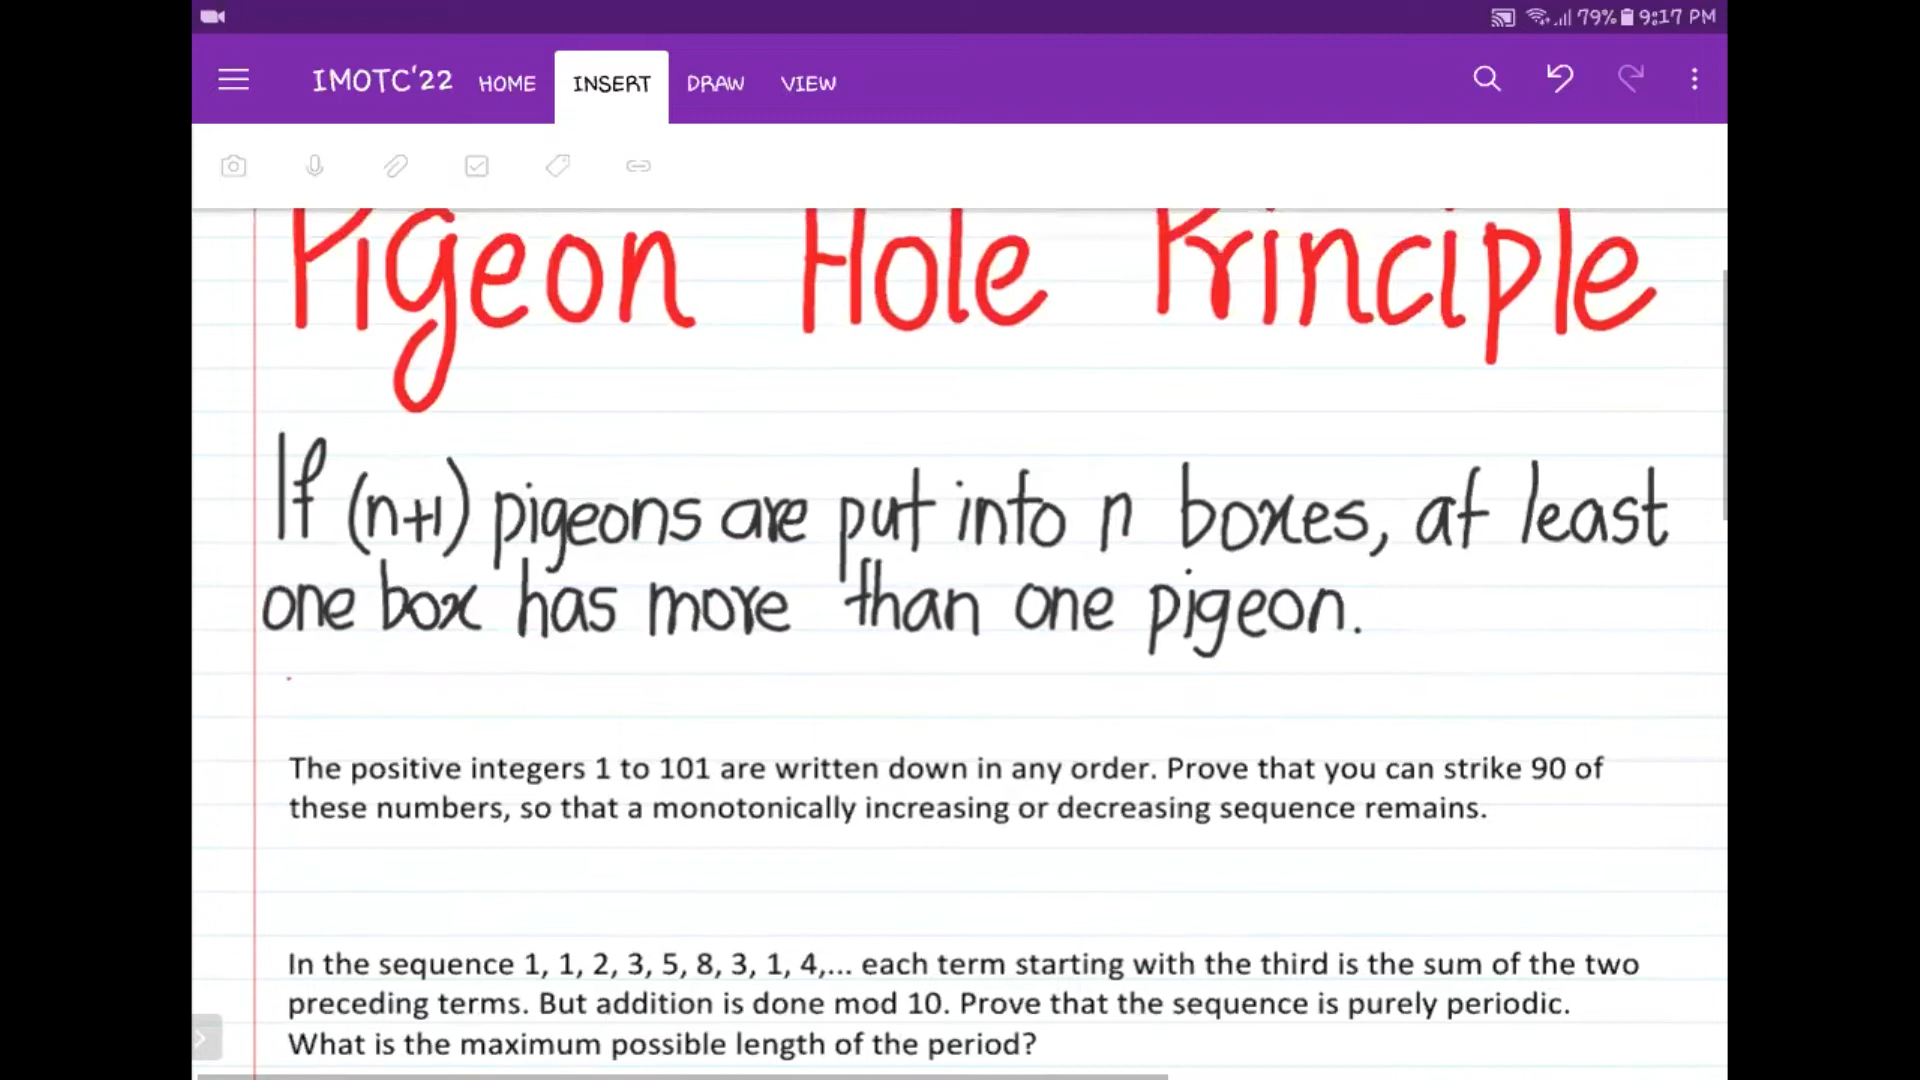 79% 9:17 PM
IMOTC'22 HOME INSERT DRAW VIEW
Pigeon Hole Principle
If (n+1) pigeons are put into n boxes, at least
one box has more than one pigeon.
The positive integers 1 to 101 are written down in any order. Prove that you can strike 90 of
these numbers, so that a monotonically increasing or decreasing sequence remains.
In the sequence 1, 1, 2, 3, 5, 8, 3, 1, 4,... each term starting with the third is the sum of the two
preceding terms. But addition is done mod 10. Prove that the sequence is purely periodic.
What is the maximum possible length of the period?